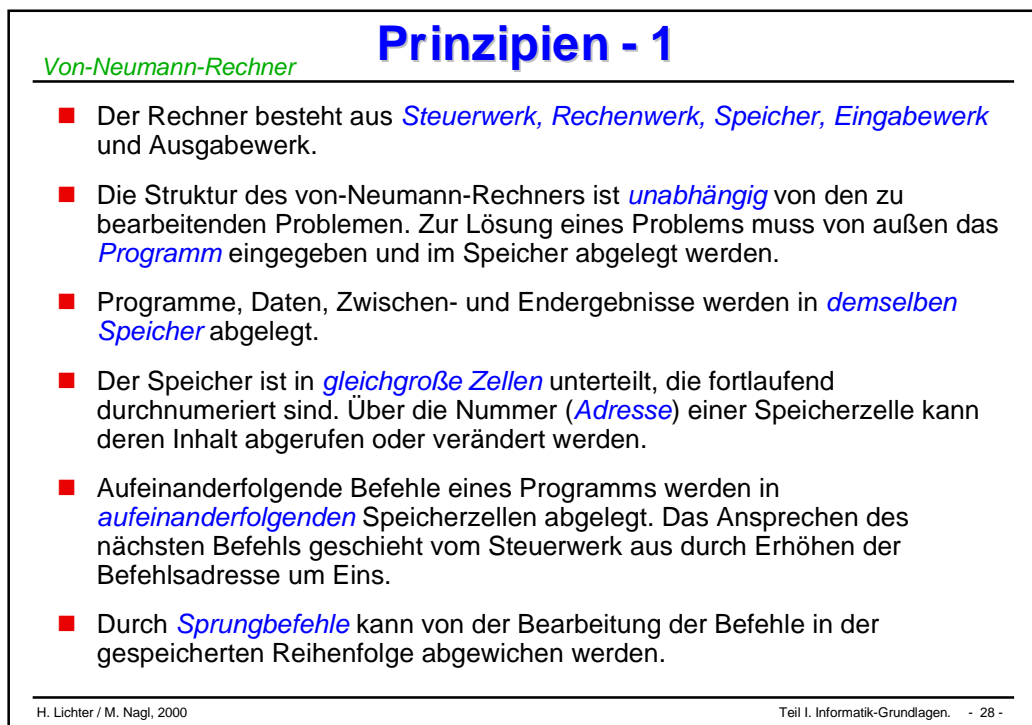 Prinzipien - 1
Von-Neumann-Rechner
Der Rechner besteht aus Steuerwerk, Rechenwerk, Speicher, Eingabewerk
und Ausgabewerk.
Die Struktur des von-Neumann-Rechners ist unabhängig von den zu
bearbeitenden Problemen. Zur Lösung eines Problems muss von außen das
Programm eingegeben und im Speicher abgelegt werden.
Programme, Daten, Zwischen- und Endergebnisse werden in demselben
Speicher abgelegt.
Der Speicher ist in gleichgroße Zellen unterteilt, die fortlaufend
durchnumeriert sind. Über die Nummer (Adresse) einer Speicherzelle kann
deren Inhalt abgerufen oder verändert werden.
Aufeinanderfolgende Befehle eines Programms werden in
aufeinanderfolgenden Speicherzellen abgelegt. Das Ansprechen des
nächsten Befehls geschieht vom Steuerwerk aus durch Erhöhen der
Befehlsadresse um Eins.
Durch Sprungbefehle kann von der Bearbeitung der Befehle in der
gespeicherten Reihenfolge abgewichen werden.
H. Lichter / M. Nagl, 2000 Teil I. Informatik-Grundlagen. - 28 -